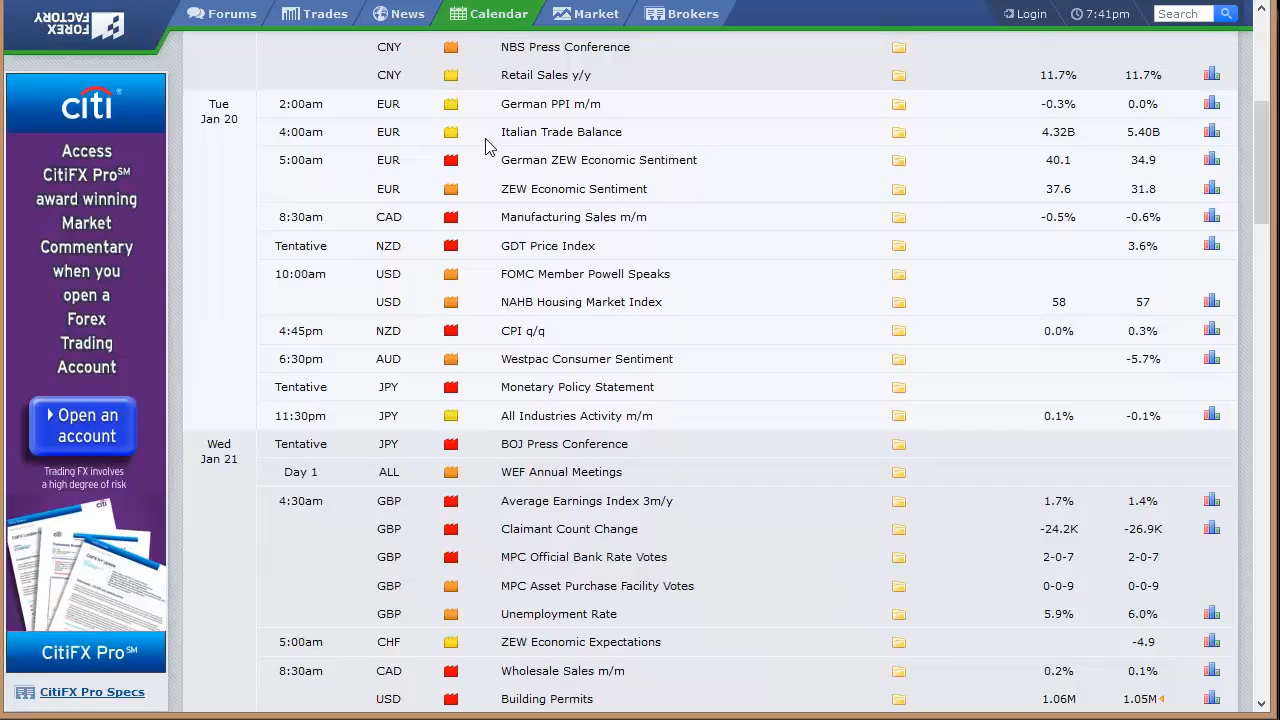 FOREX
FACTORY
Forums Trades News Calendar Market Brokers Login 7:41pm Search
citi
Access
CitiFX Pro℠
award winning
Market
Commentary
when you
open a
Forex
Trading
Account
Open an
account
Trading FX involves
a high degree of risk
CitiFX Pro℠
CitiFX Pro Specs
CNY NBS Press Conference
CNY Retail Sales y/y 11.7% 11.7%
Tue
Jan 20
2:00am EUR German PPI m/m -0.3% 0.0%
4:00am EUR Italian Trade Balance 4.32B 5.40B
5:00am EUR German ZEW Economic Sentiment 40.1 34.9
EUR ZEW Economic Sentiment 37.6 31.8
8:30am CAD Manufacturing Sales m/m -0.5% -0.6%
Tentative NZD GDT Price Index 3.6%
10:00am USD FOMC Member Powell Speaks
USD NAHB Housing Market Index 58 57
4:45pm NZD CPI q/q 0.0% 0.3%
6:30pm AUD Westpac Consumer Sentiment -5.7%
Tentative JPY Monetary Policy Statement
11:30pm JPY All Industries Activity m/m 0.1% -0.1%
Wed
Jan 21
Tentative JPY BOJ Press Conference
Day 1 ALL WEF Annual Meetings
4:30am GBP Average Earnings Index 3m/y 1.7% 1.4%
GBP Claimant Count Change -24.2K -26.9K
GBP MPC Official Bank Rate Votes 2-0-7 2-0-7
GBP MPC Asset Purchase Facility Votes 0-0-9 0-0-9
GBP Unemployment Rate 5.9% 6.0%
5:00am CHF ZEW Economic Expectations -4.9
8:30am CAD Wholesale Sales m/m 0.2% 0.1%
USD Building Permits 1.06M 1.05M